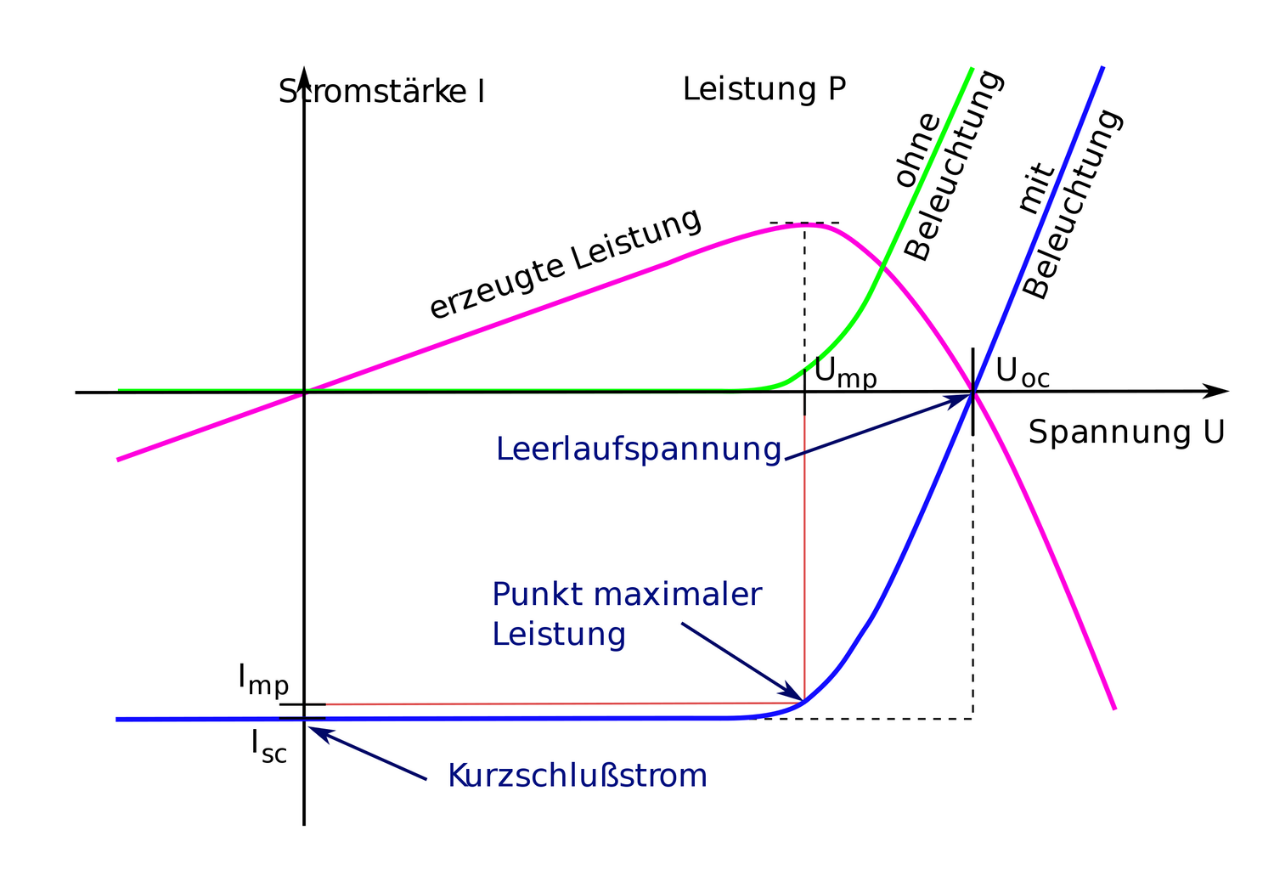 Stromstärke I
Leistung P
ohne
Beleuchtung
mit
Beleuchtung
erzeugte Leistung
Ump
Uoc
Spannung U
Leerlaufspannung
Punkt maximaler
Leistung
Imp
Isc
Kurzschlußstrom